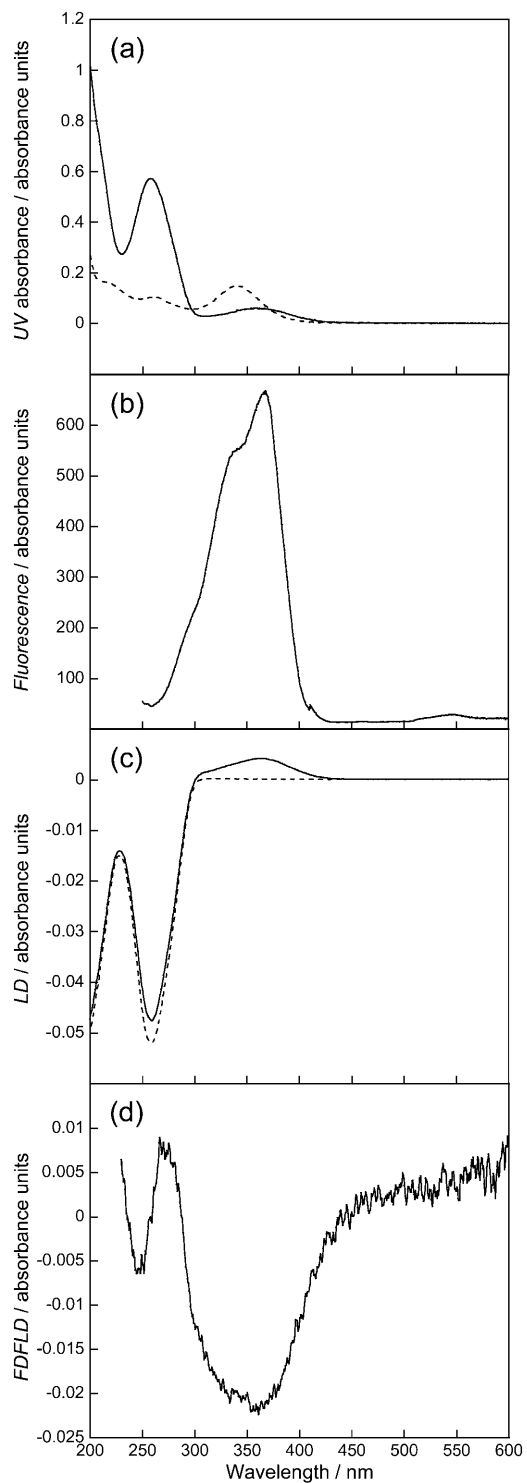 (a)
1.2
1
0.8
0.6
0.4
0.2
0
UV absorbance / absorbance units
(b)
600
500
400
300
200
100
Fluorescence / absorbance units
(c)
0
-0.01
-0.02
-0.03
-0.04
-0.05
LD / absorbance units
(d)
0.01
0.005
0
-0.005
-0.01
-0.015
-0.02
-0.025
FDFLD / absorbance units
200 250 300 350 400 450 500 550 600
Wavelength / nm